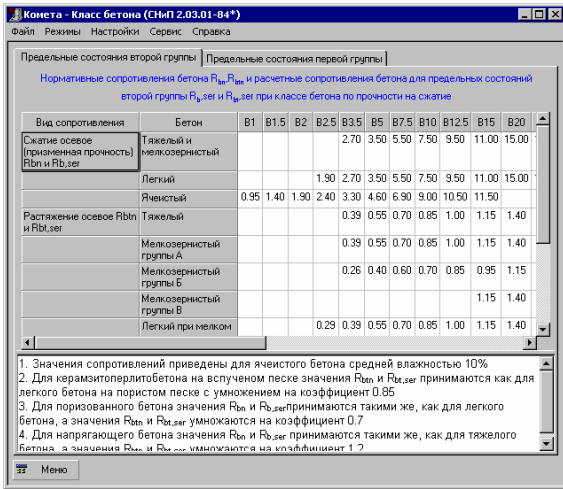 Комета - Класс бетона (СНиП 2.03.01-84*)
Файл Режимы Настройки Сервис Справка
Предельные состояния второй группы Предельные состояния первой группы
Нормативные сопротивления бетона Rbn,Rbtn и расчетные сопротивления бетона для предельных состояний
второй группы Rb,ser и Rbt,ser при классе бетона по прочности на сжатие
Вид сопротивления Бетон B1 B1.5 B2 B2.5 B3.5 B5 B7.5 B10 B12.5 B15 B20
Сжатие осевое (призменная прочность) Rbn и Rb,ser Тяжелый и мелкозернистый 2.70 3.50 5.50 7.50 9.50 11.00 15.00
Легкий 1.90 2.70 3.50 5.50 7.50 9.50 11.00 15.00
Ячеистый 0.95 1.40 1.90 2.40 3.30 4.60 6.90 9.00 10.50 11.50
Растяжение осевое Rbtn и Rbt,ser Тяжелый 0.39 0.55 0.70 0.85 1.00 1.15 1.40
Мелкозернистый группы А 0.39 0.55 0.70 0.85 1.00 1.15 1.40
Мелкозернистый группы Б 0.26 0.40 0.60 0.70 0.85 0.95 1.15
Мелкозернистый группы В 1.15 1.40
Легкий при мелком 0.29 0.39 0.55 0.70 0.85 1.00 1.15 1.40
1. Значения сопротивлений приведены для ячеистого бетона средней влажностью 10%
2. Для керамзитоперлитобетона на вспученом песке значения Rbtn и Rbt,ser принимаются как для
легкого бетона на пористом песке с умножением на коэффициент 0.85
3. Для поризованного бетона значения Rbn и Rb,serпринимаются такими же, как для легкого
бетона, а значения Rbtn и Rbt,ser умножаются на коэффициент 0.7
4. Для напрягающего бетона значения Rbn и Rb,ser принимаются такими же, как для тяжелого
бетона, а значения Rbtn и Rbt,ser умножаются на коэффициент 1.2
Меню